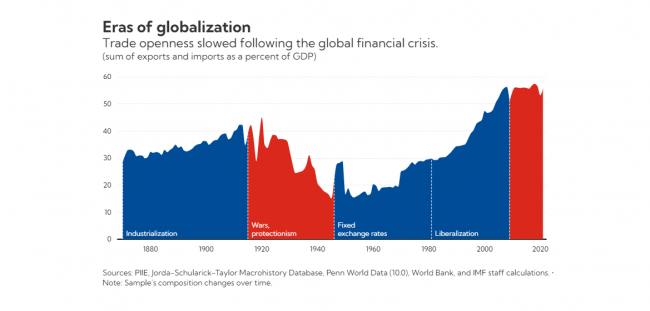 Eras of globalization
Trade openness slowed following the global financial crisis.
(sum of exports and imports as a percent of GDP)
60
50
40
30
20
10
0
Industrialization
Wars,
protectionism
Fixed
exchange rates
Liberalization
1880
1900
1920
1940
1960
1980
2000
2020
Sources: PIIE, Jorda–Schularick–Taylor Macrohistory Database, Penn World Data (10.0), World Bank, and IMF staff calculations. •
Note: Sample's composition changes over time.